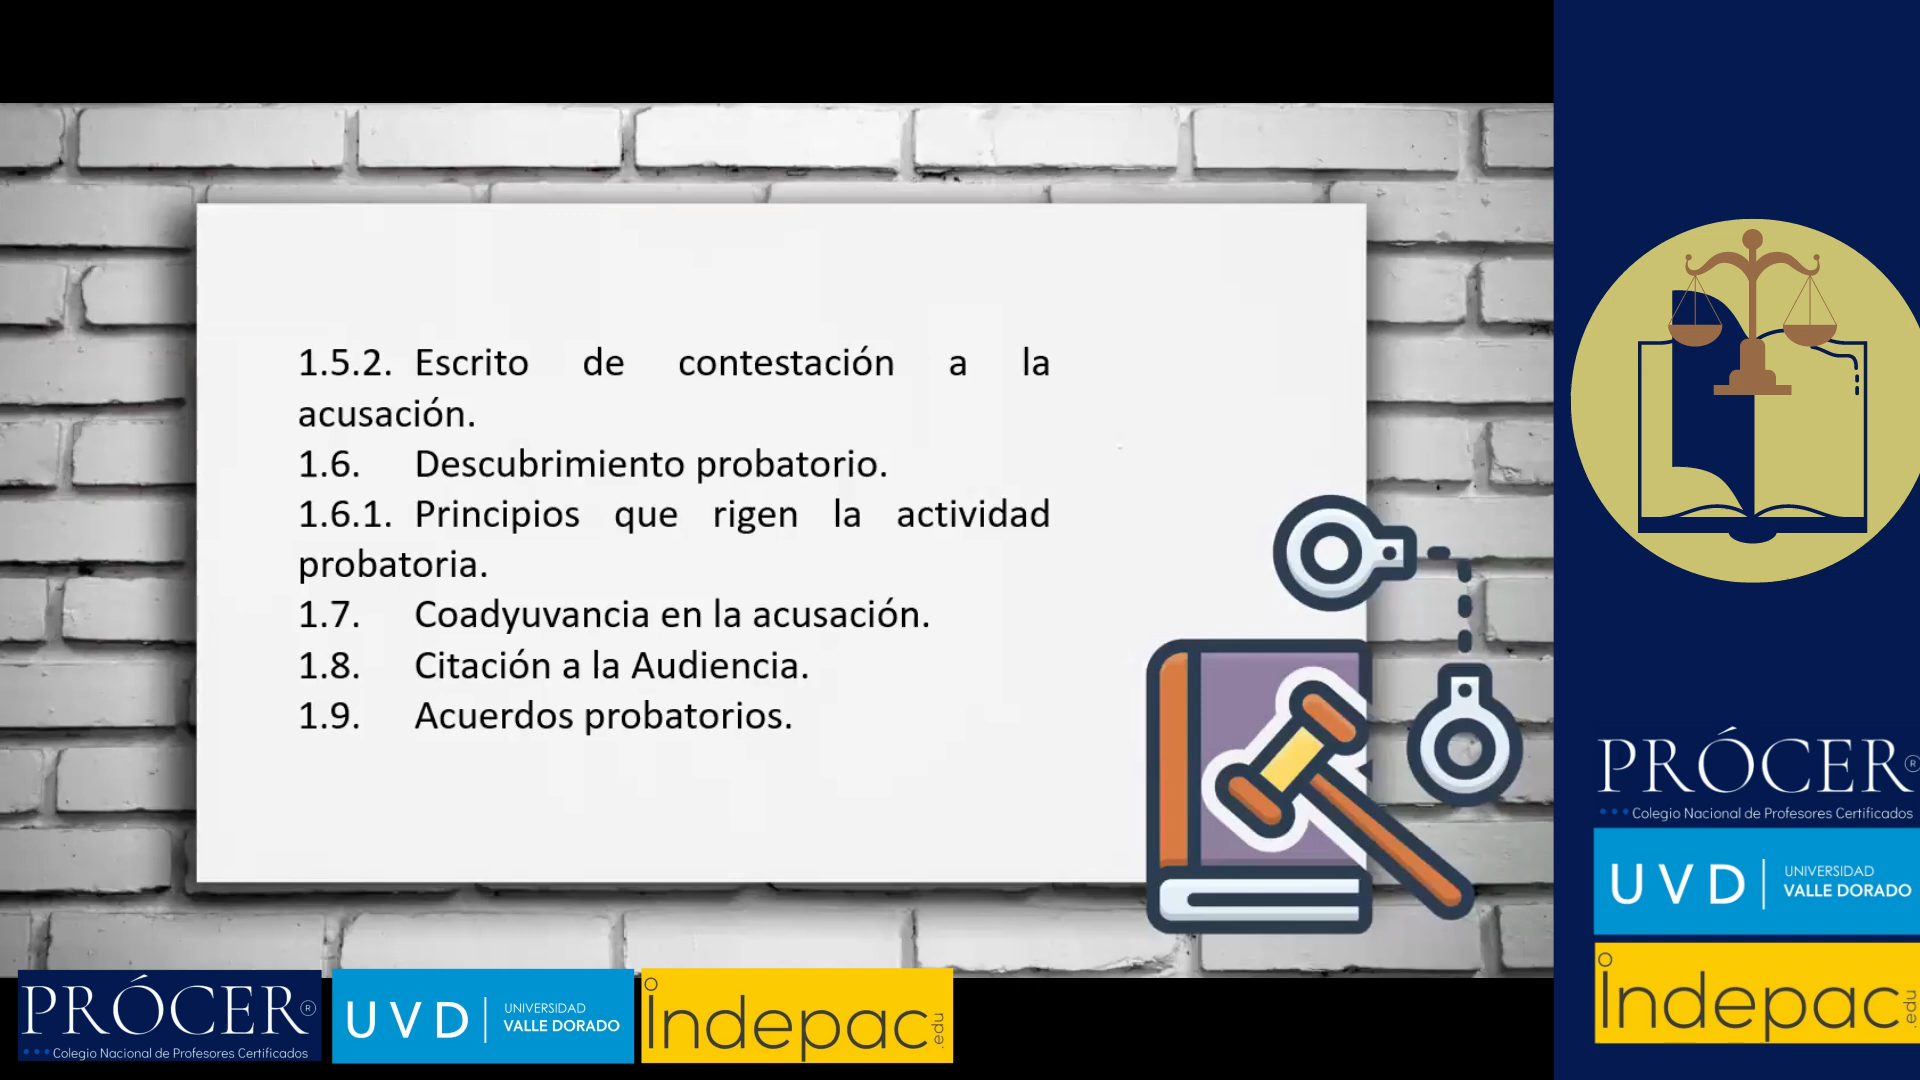 1.5.2. Escrito de contestación a la
acusación.
1.6. Descubrimiento probatorio.
1.6.1. Principios que rigen la actividad
probatoria.
1.7. Coadyuvancia en la acusación.
1.8. Citación a la Audiencia.
1.9. Acuerdos probatorios.
PRÓCER®
Colegio Nacional de Profesores Certificados
UVD | UNIVERSIDAD
VALLE DORADO
indepac.edu
PRÓCER®
Colegio Nacional de Profesores Certificados
UVD | UNIVERSIDAD
VALLE DORADO
indepac.edu